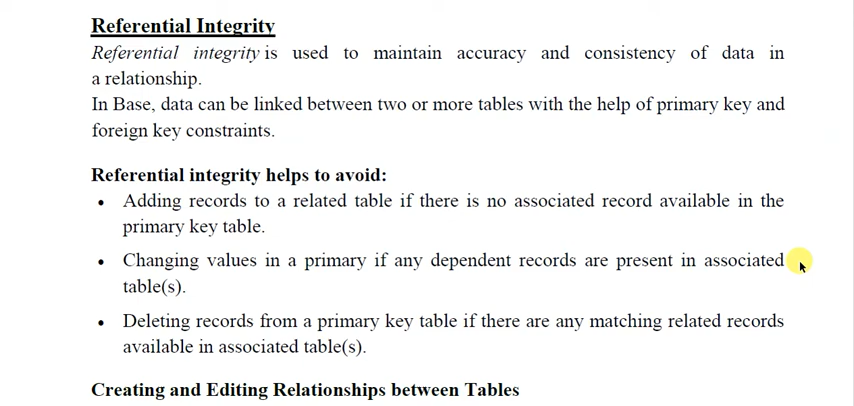 Referential Integrity
Referential integrity is used to maintain accuracy and consistency of data in
a relationship.
In Base, data can be linked between two or more tables with the help of primary key and
foreign key constraints.
Referential integrity helps to avoid:
• Adding records to a related table if there is no associated record available in the
primary key table.
• Changing values in a primary if any dependent records are present in associated
table(s).
• Deleting records from a primary key table if there are any matching related records
available in associated table(s).
Creating and Editing Relationships between Tables